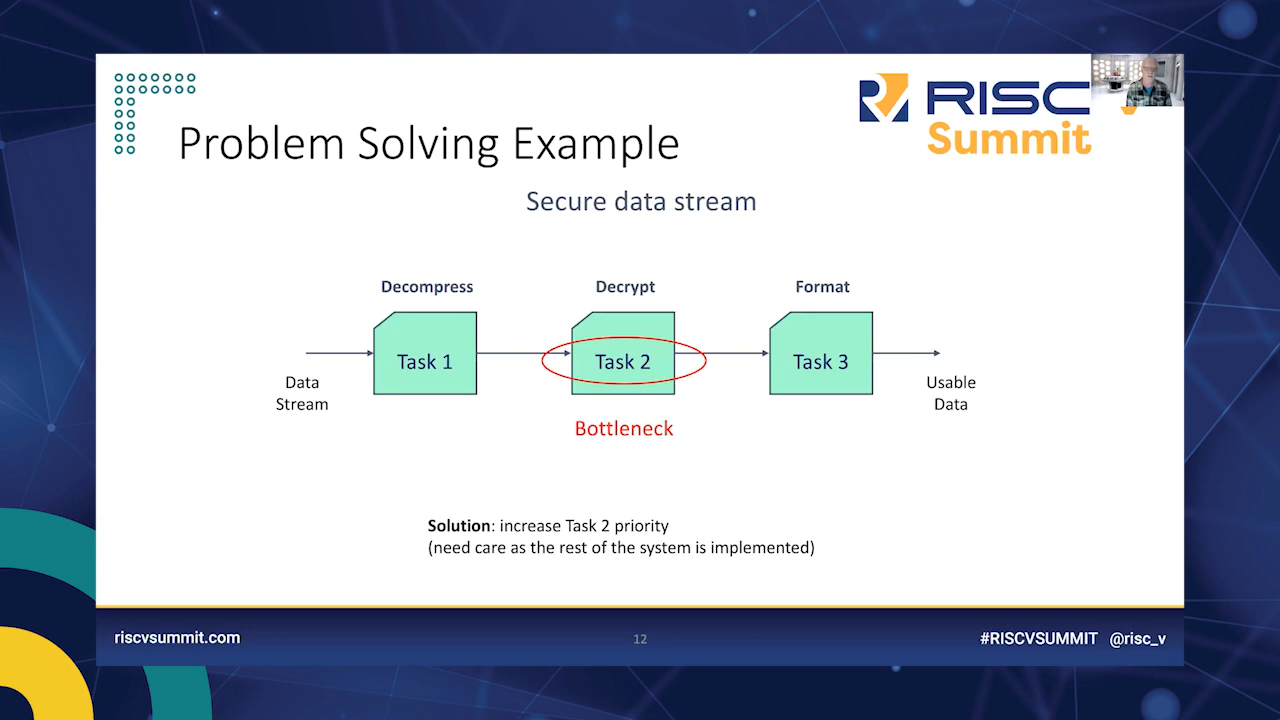 RISC
V
Summit
Problem Solving Example
Secure data stream
Decompress
Decrypt
Format
Task 1
Task 2
Task 3
Data
Stream
Usable
Data
Bottleneck
Solution: increase Task 2 priority
(need care as the rest of the system is implemented)
riscvsummit.com
12
#RISCVSUMMIT @risc_v